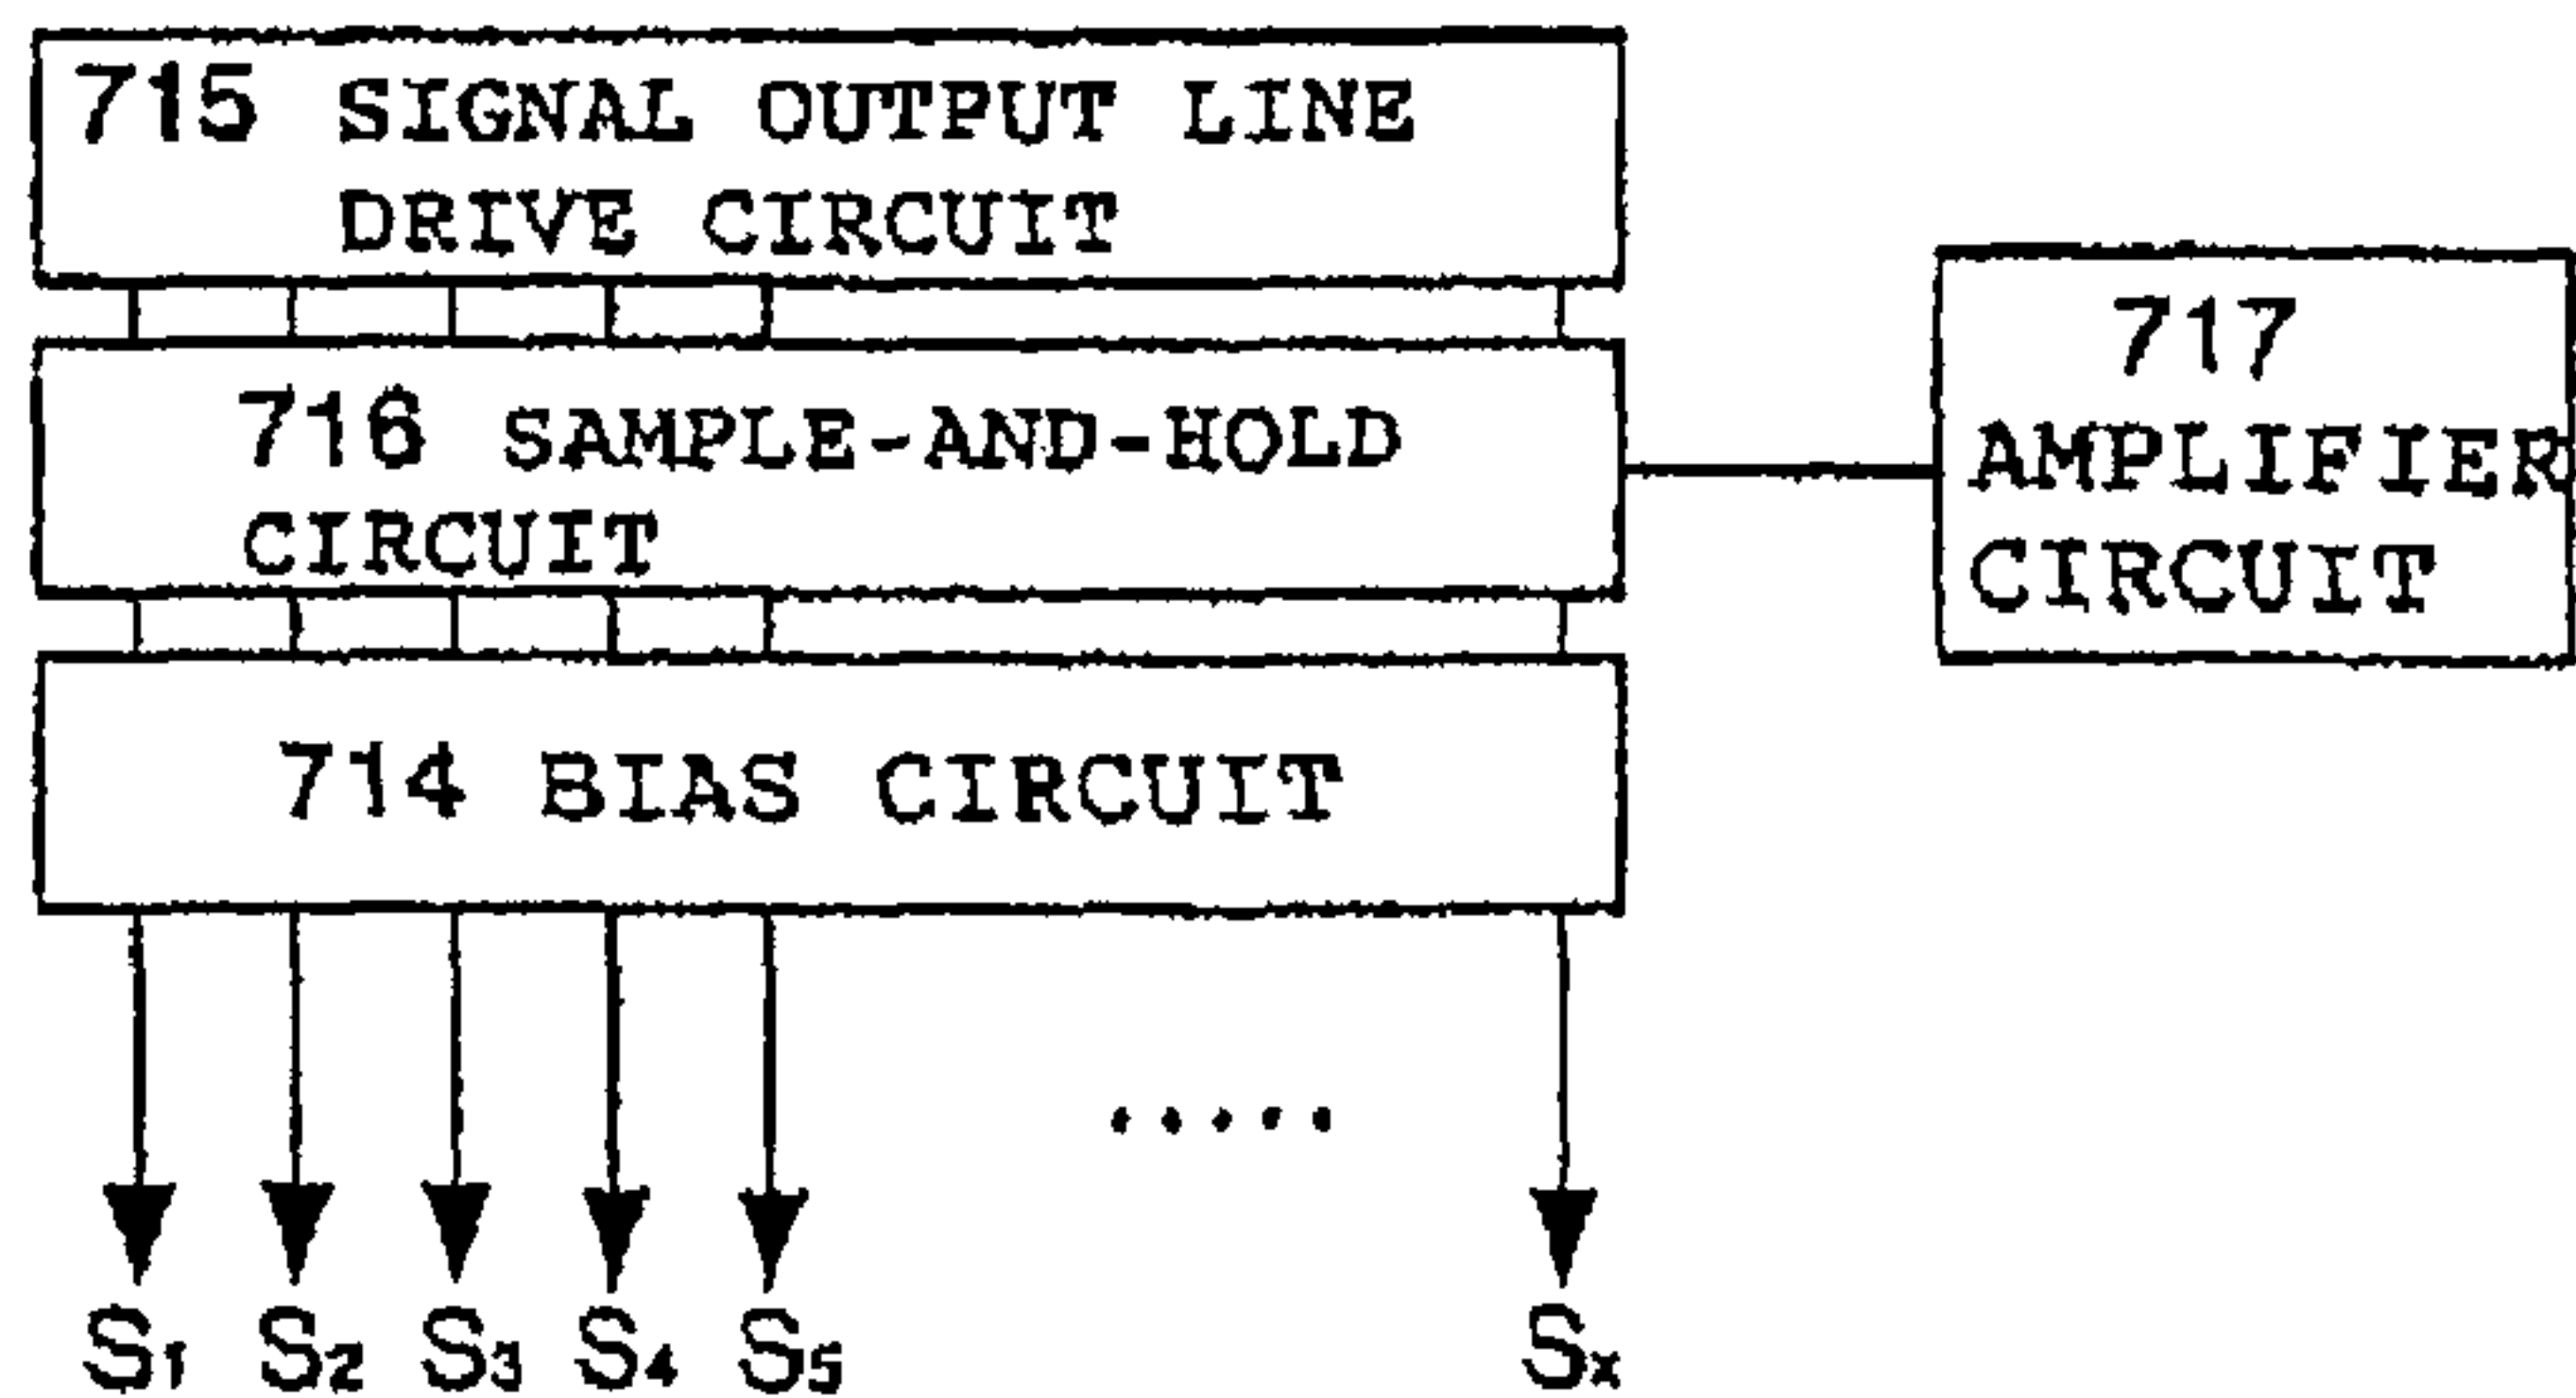 715 SIGNAL OUTPUT LINE
DRIVE CIRCUIT
716 SAMPLE-AND-HOLD
CIRCUIT
717
AMPLIFIER
CIRCUIT
714 BIAS CIRCUIT
.....
S1 S2 S3 S4 S5 Sx